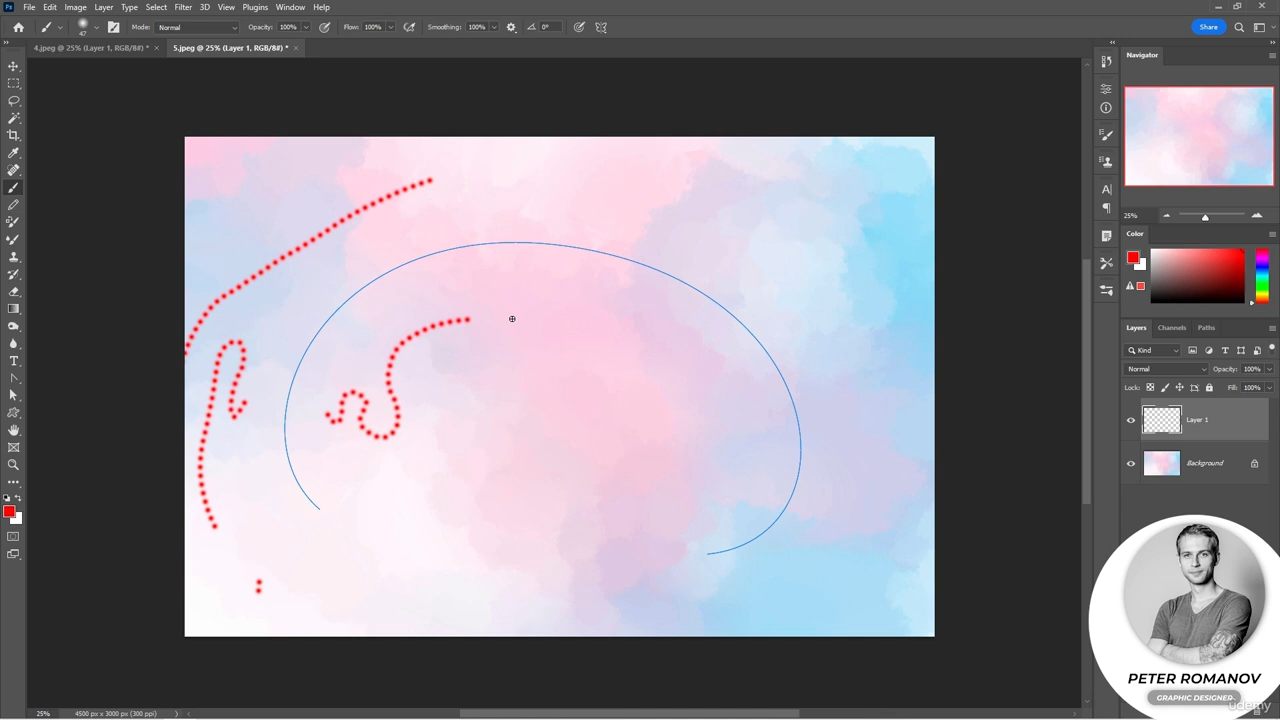 Ps File Edit Image Layer Type Select Filter 3D View Plugins Window Help
47 Mode: Normal Opacity: 100% Flow: 100% Smoothing: 100% 0° Share
4.jpeg @ 25% (Layer 1, RGB/8#) * × 5.jpeg @ 25% (Layer 1, RGB/8#) * ×
Navigator
25%
Color
Layers Channels Paths
Kind
Normal Opacity: 100%
Lock: Fill: 100%
Layer 1
Background
PETER ROMANOV
GRAPHIC DESIGNER
udemy
25% 4500 px x 3000 px (300 ppi)